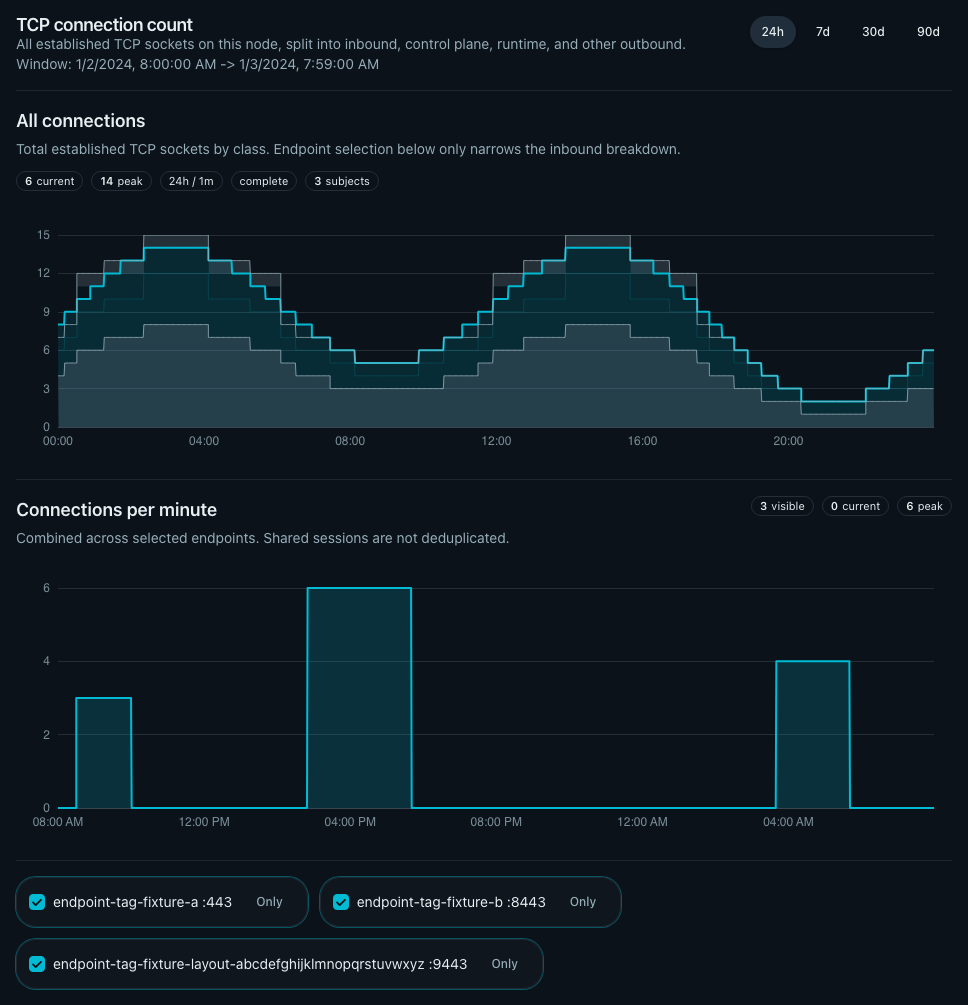 TCP connection count
All established TCP sockets on this node, split into inbound, control plane, runtime, and other outbound.
Window: 1/2/2024, 8:00:00 AM -> 1/3/2024, 7:59:00 AM
24h 7d 30d 90d
All connections
Total established TCP sockets by class. Endpoint selection below only narrows the inbound breakdown.
6 current 14 peak 24h / 1m complete 3 subjects
15
12
9
6
3
0
00:00 04:00 08:00 12:00 16:00 20:00
Connections per minute
3 visible 0 current 6 peak
Combined across selected endpoints. Shared sessions are not deduplicated.
6
4
2
0
08:00 AM 12:00 PM 04:00 PM 08:00 PM 12:00 AM 04:00 AM
endpoint-tag-fixture-a :443 Only
endpoint-tag-fixture-b :8443 Only
endpoint-tag-fixture-layout-abcdefghijklmnopqrstuvwxyz :9443 Only